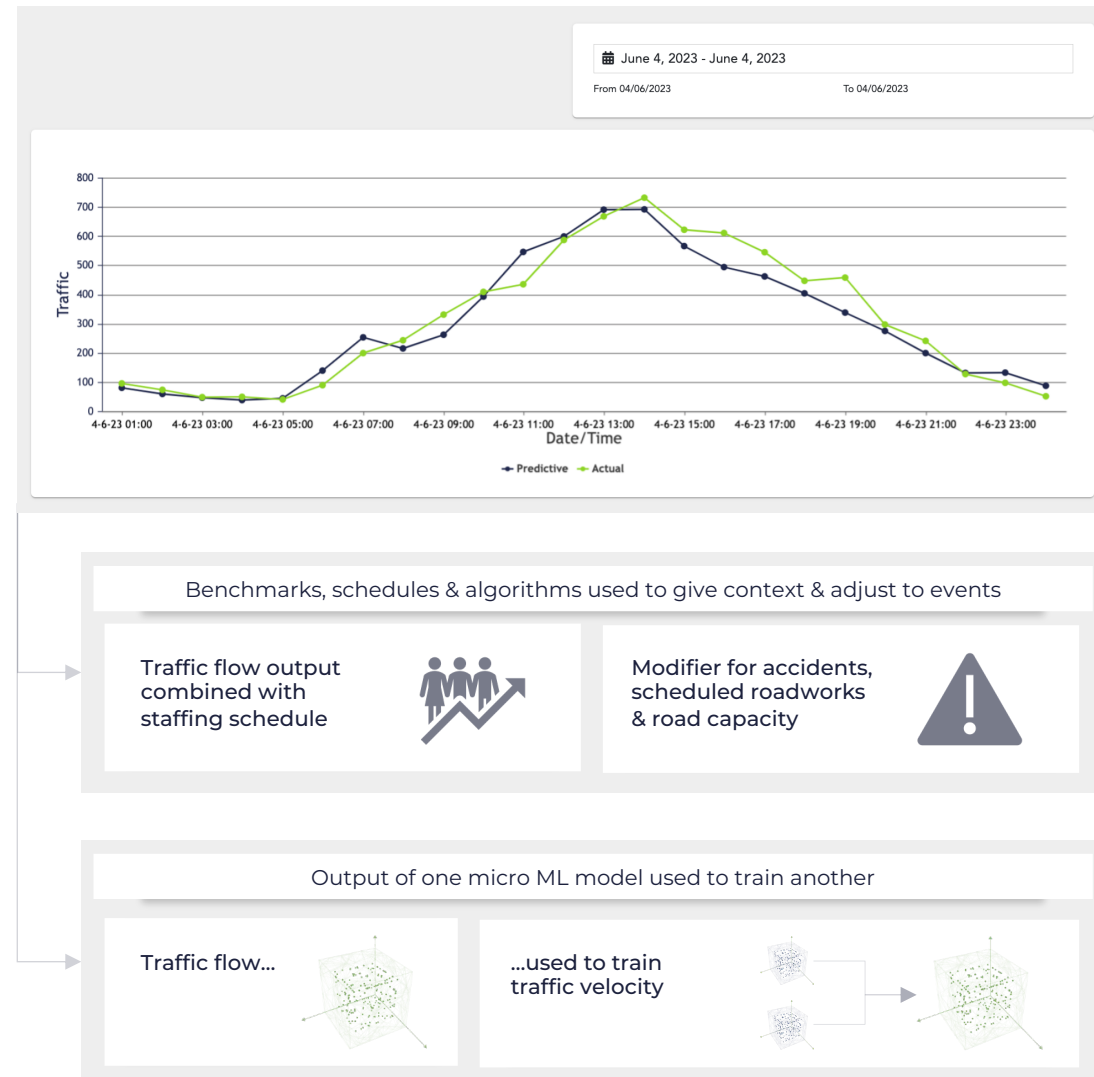 June 4, 2023 - June 4, 2023
From 04/06/2023
To 04/06/2023
800
700
600
500
400
300
200
100
0
Traffic
4-6-23 01:00 4-6-23 03:00 4-6-23 05:00 4-6-23 07:00 4-6-23 09:00 4-6-23 11:00 4-6-23 13:00 4-6-23 15:00 4-6-23 17:00 4-6-23 19:00 4-6-23 21:00 4-6-23 23:00
Date/Time
Predictive Actual
Benchmarks, schedules & algorithms used to give context & adjust to events
Traffic flow output
combined with
staffing schedule
Modifier for accidents,
scheduled roadworks
& road capacity
Output of one micro ML model used to train another
Traffic flow...
...used to train
traffic velocity